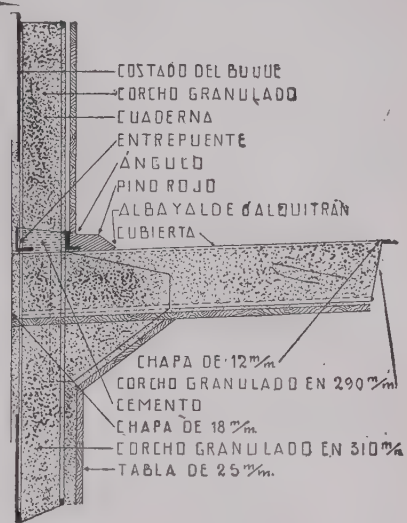 COSTADO DEL BUQUE
CORCHO GRANULADO
CUADERNA
ENTREPUENTE
ÁNGULO
PINO ROJO
ALBAYALDE Ó ALQUITRÁN
CUBIERTA
CHAPA DE 12 m/m
CORCHO GRANULADO EN 290 m/m
CEMENTO
CHAPA DE 18 m/m
CORCHO GRANULADO EN 310 m/m
TABLA DE 25 m/m.